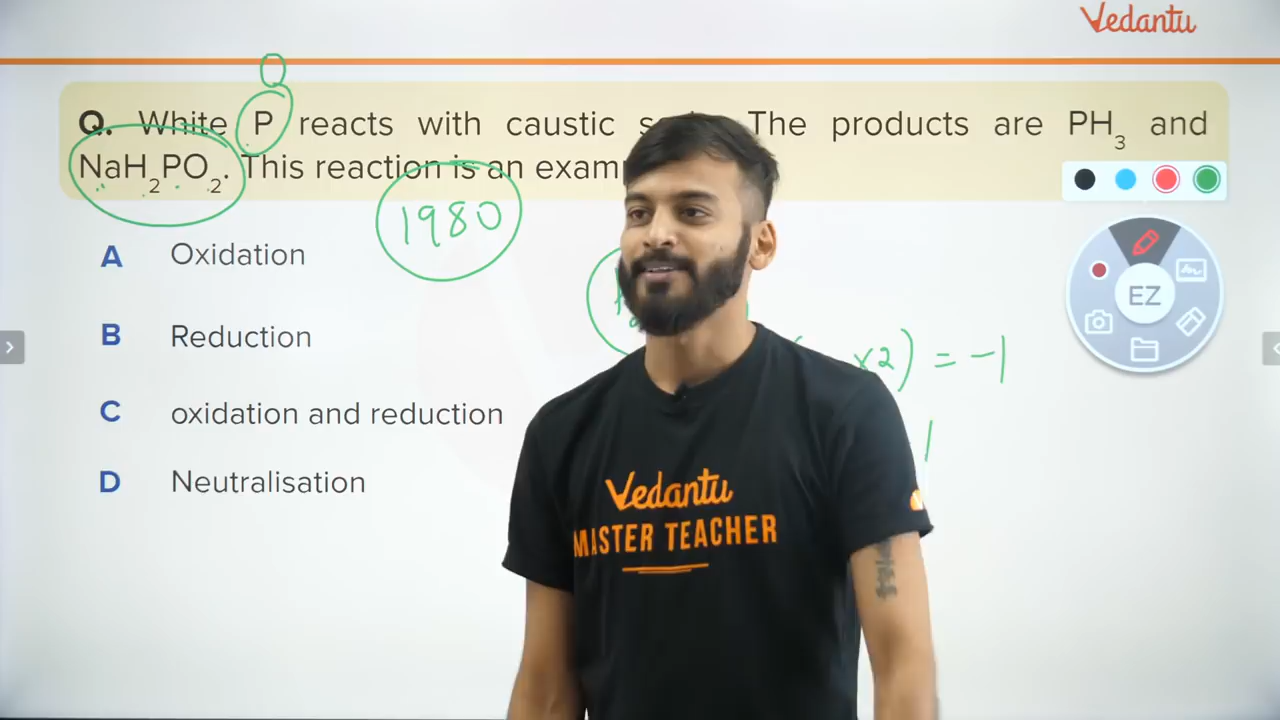 Vedantu
0
Q. White P reacts with caustic The products are PH3 and
NaH2PO2. This reaction is an
1980
A Oxidation
B Reduction
x2) = -1
C oxidation and reduction
D Neutralisation
EZ
Vedantu
MASTER TEACHER